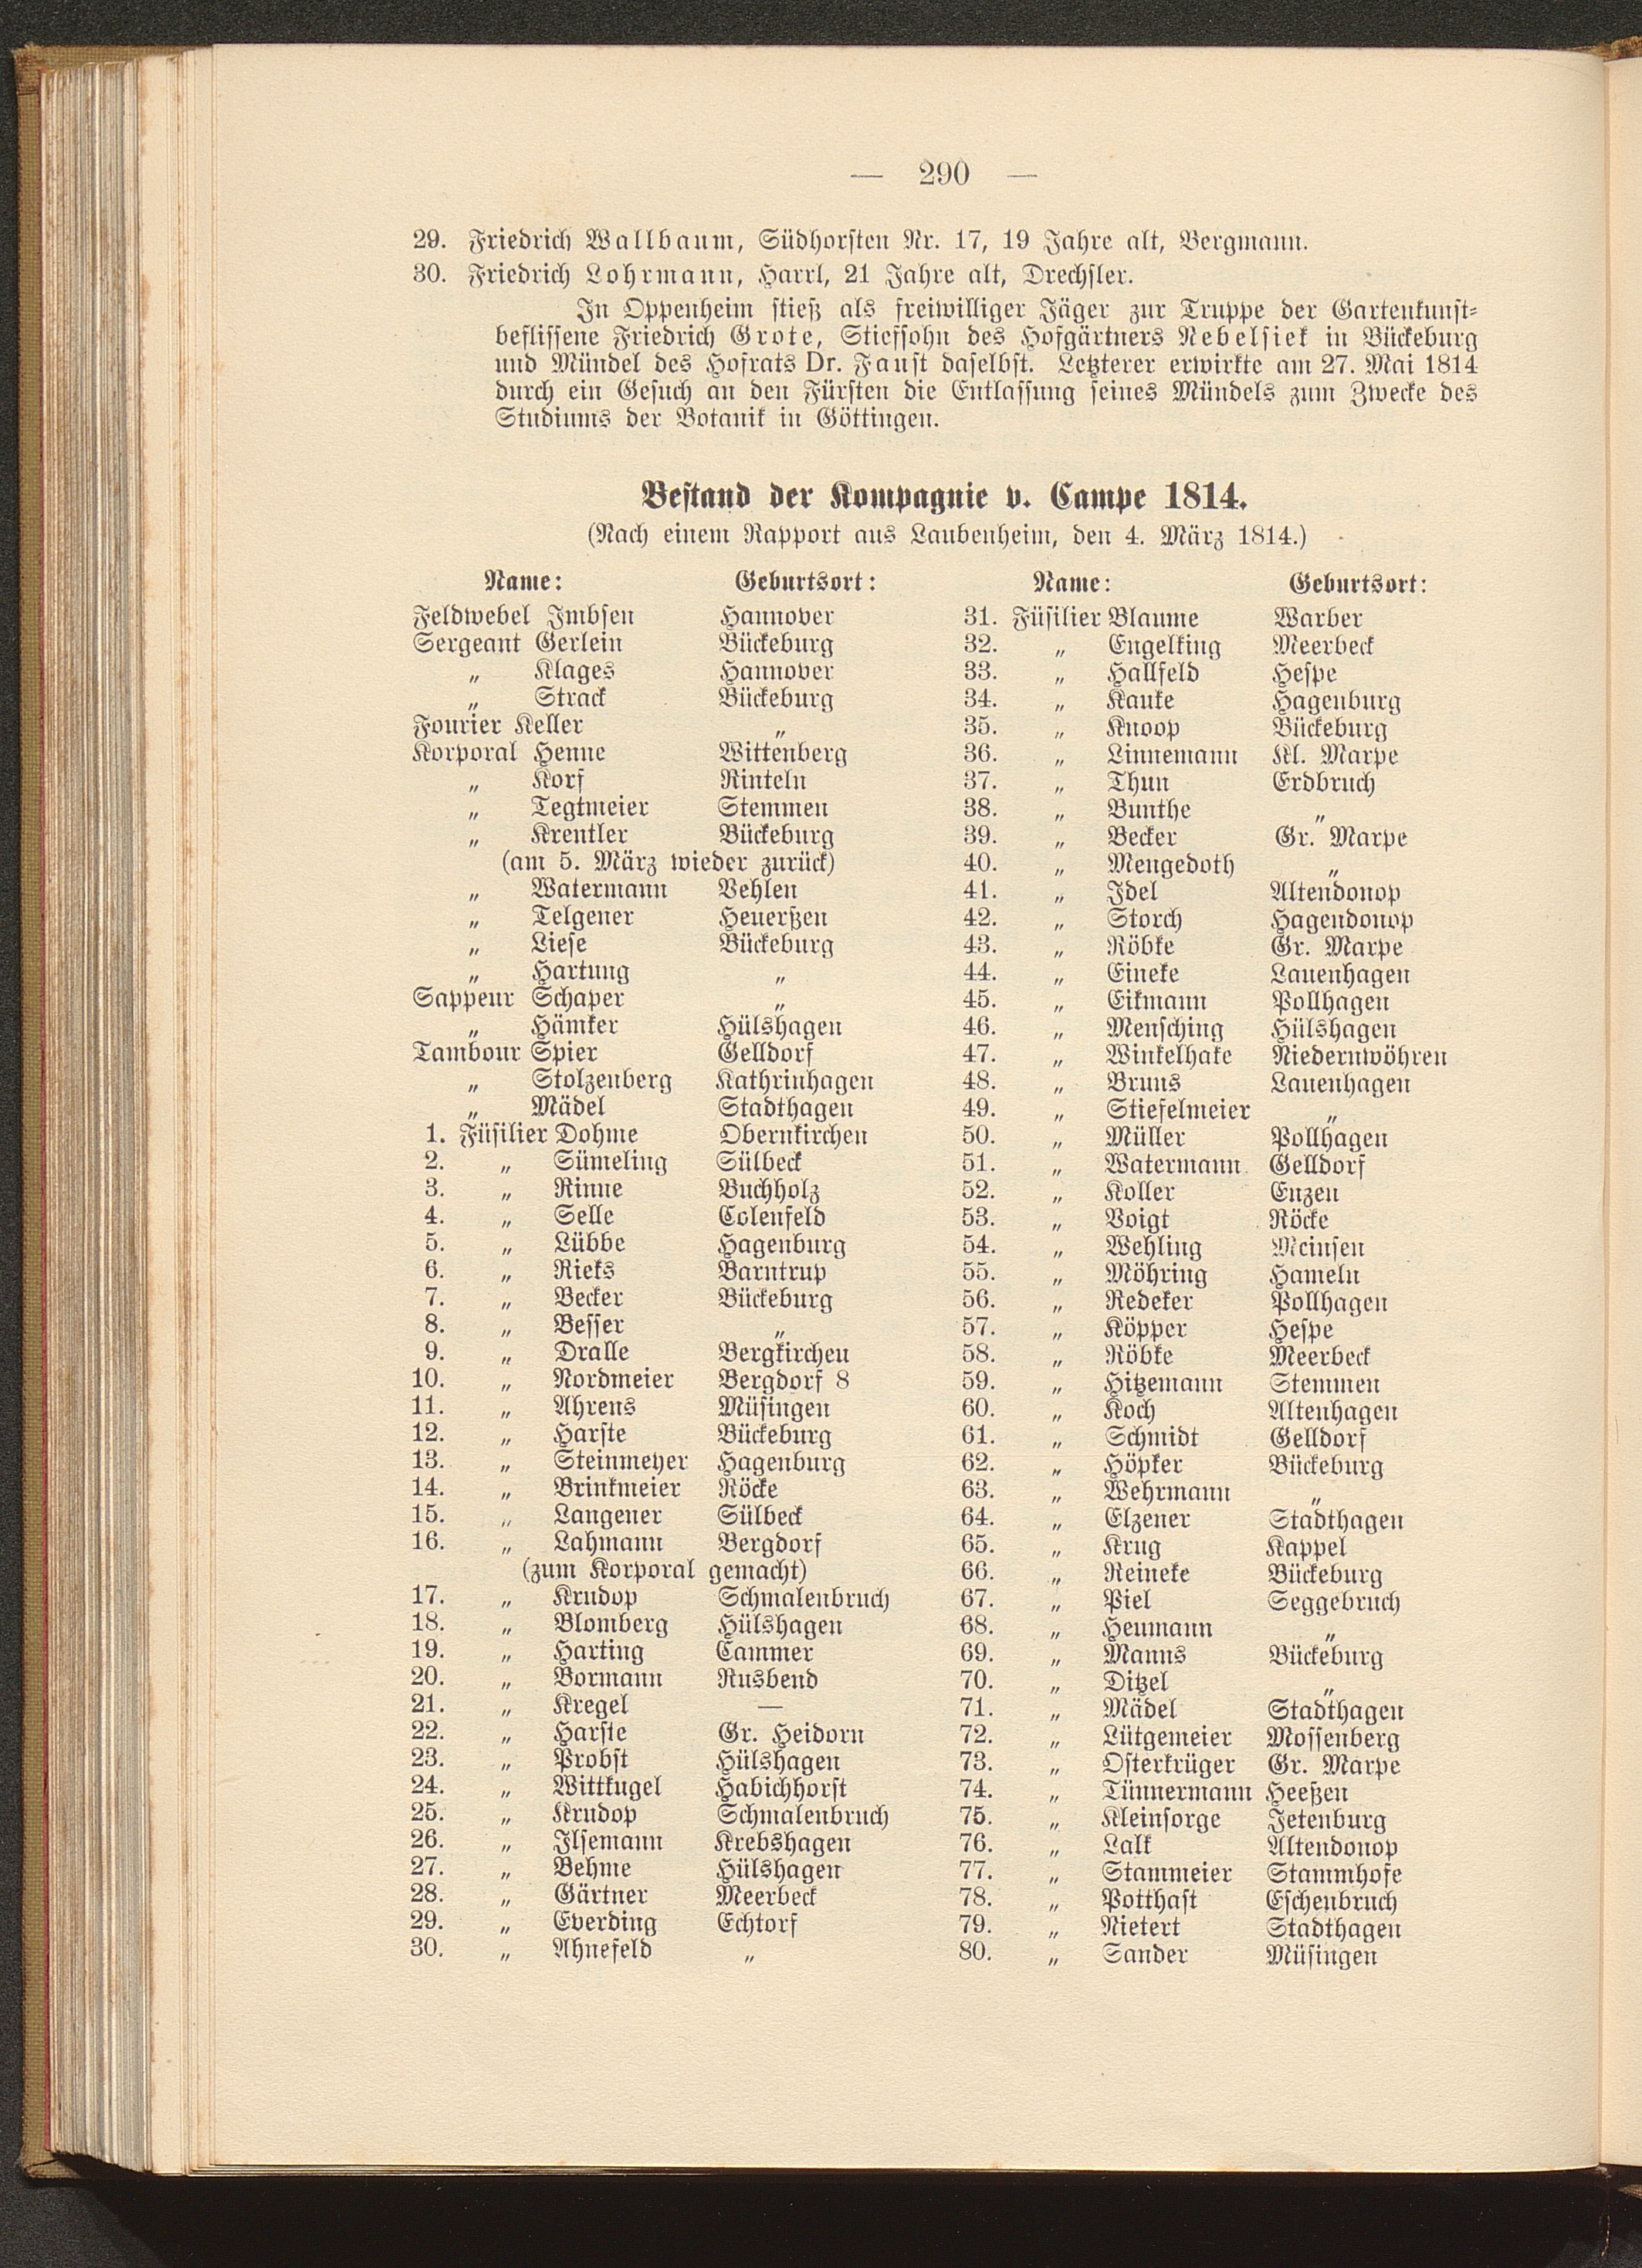 — 290 —
29. Friedrich Wallbaum, Südhorsten Nr. 17, 19 Jahre alt, Bergmann.
30. Friedrich Lohrmann, Harrl, 21 Jahre alt, Drechsler.
In Oppenheim stieß als freiwilliger Jäger zur Truppe der Gartenkunst-
beflissene Friedrich Grote, Stiefsohn des Hofgärtners Nebelsiek in Bückeburg
und Mündel des Hofrats Dr. Faust daselbst. Letzterer erwirkte am 27. Mai 1814
durch ein Gesuch an den Fürsten die Entlassung seines Mündels zum Zwecke des
Studiums der Botanik in Göttingen.
Bestand der Kompagnie v. Campe 1814.
(Nach einem Rapport aus Laubenheim, den 4. März 1814.)
Name: Geburtsort:
Feldwebel Imbsen Hannover
Sergeant Gerlein Bückeburg
„ Klages Hannover
„ Strack Bückeburg
Fourier Keller „
Korporal Henne Wittenberg
„ Korf Rinteln
„ Tegtmeier Stemmen
„ Krentler Bückeburg
(am 5. März wieder zurück)
„ Watermann Vehlen
„ Telgener Heuerßen
„ Liese Bückeburg
„ Hartung „
Sappeur Schaper „
„ Hämker Hülshagen
Tambour Spier Gelldorf
„ Stolzenberg Kathrinhagen
„ Mädel Stadthagen
1. Füsilier Dohme Obernkirchen
2. „ Sümeling Sülbeck
3. „ Rinne Buchholz
4. „ Selle Colenfeld
5. „ Lübbe Hagenburg
6. „ Rieks Barntrup
7. „ Becker Bückeburg
8. „ Besser „
9. „ Dralle Bergkirchen
10. „ Nordmeier Bergdorf 8
11. „ Ahrens Müsingen
12. „ Harste Bückeburg
13. „ Steinmeyer Hagenburg
14. „ Brinkmeier Röcke
15. „ Langener Sülbeck
16. „ Lahmann Bergdorf
(zum Korporal gemacht)
17. „ Krudop Schmalenbruch
18. „ Blomberg Hülshagen
19. „ Harting Cammer
20. „ Bormann Rusbend
21. „ Kregel —
22. „ Harste Gr. Heidorn
23. „ Probst Hülshagen
24. „ Wittkugel Habichhorst
25. „ Krudop Schmalenbruch
26. „ Ilsemann Krebshagen
27. „ Behme Hülshagen
28. „ Gärtner Meerbeck
29. „ Everding Echtorf
30. „ Ahnefeld „
Name: Geburtsort:
31. Füsilier Blaume Warber
32. „ Engelking Meerbeck
33. „ Hallfeld Hespe
34. „ Kauke Hagenburg
35. „ Knoop Bückeburg
36. „ Linnemann Kl. Marpe
37. „ Thun Erdbruch
38. „ Bunthe „
39. „ Becker Gr. Marpe
40. „ Mengedoth „
41. „ Idel Altendonop
42. „ Storch Hagendonop
43. „ Röbke Gr. Marpe
44. „ Eineke Lauenhagen
45. „ Eikmann Pollhagen
46. „ Mensching Hülshagen
47. „ Winkelhake Niedernwöhren
48. „ Bruns Lauenhagen
49. „ Stiefelmeier „
50. „ Müller Pollhagen
51. „ Watermann Gelldorf
52. „ Koller Enzen
53. „ Voigt Röcke
54. „ Wehling Meinsen
55. „ Möhring Hameln
56. „ Redeker Pollhagen
57. „ Köpper Hespe
58. „ Röbke Meerbeck
59. „ Hitzemann Stemmen
60. „ Koch Altenhagen
61. „ Schmidt Gelldorf
62. „ Höpker Bückeburg
63. „ Wehrmann „
64. „ Elzener Stadthagen
65. „ Krug Kappel
66. „ Reineke Bückeburg
67. „ Piel Seggebruch
68. „ Heumann „
69. „ Manns Bückeburg
70. „ Ditzel „
71. „ Mädel Stadthagen
72. „ Lütgemeier Mossenberg
73. „ Osterkrüger Gr. Marpe
74. „ Tünnermann Heeßen
75. „ Kleinsorge Jetenburg
76. „ Lalk Altendonop
77. „ Stammeier Stammhofe
78. „ Potthast Eschenbruch
79. „ Nietert Stadthagen
80. „ Sander Müsingen